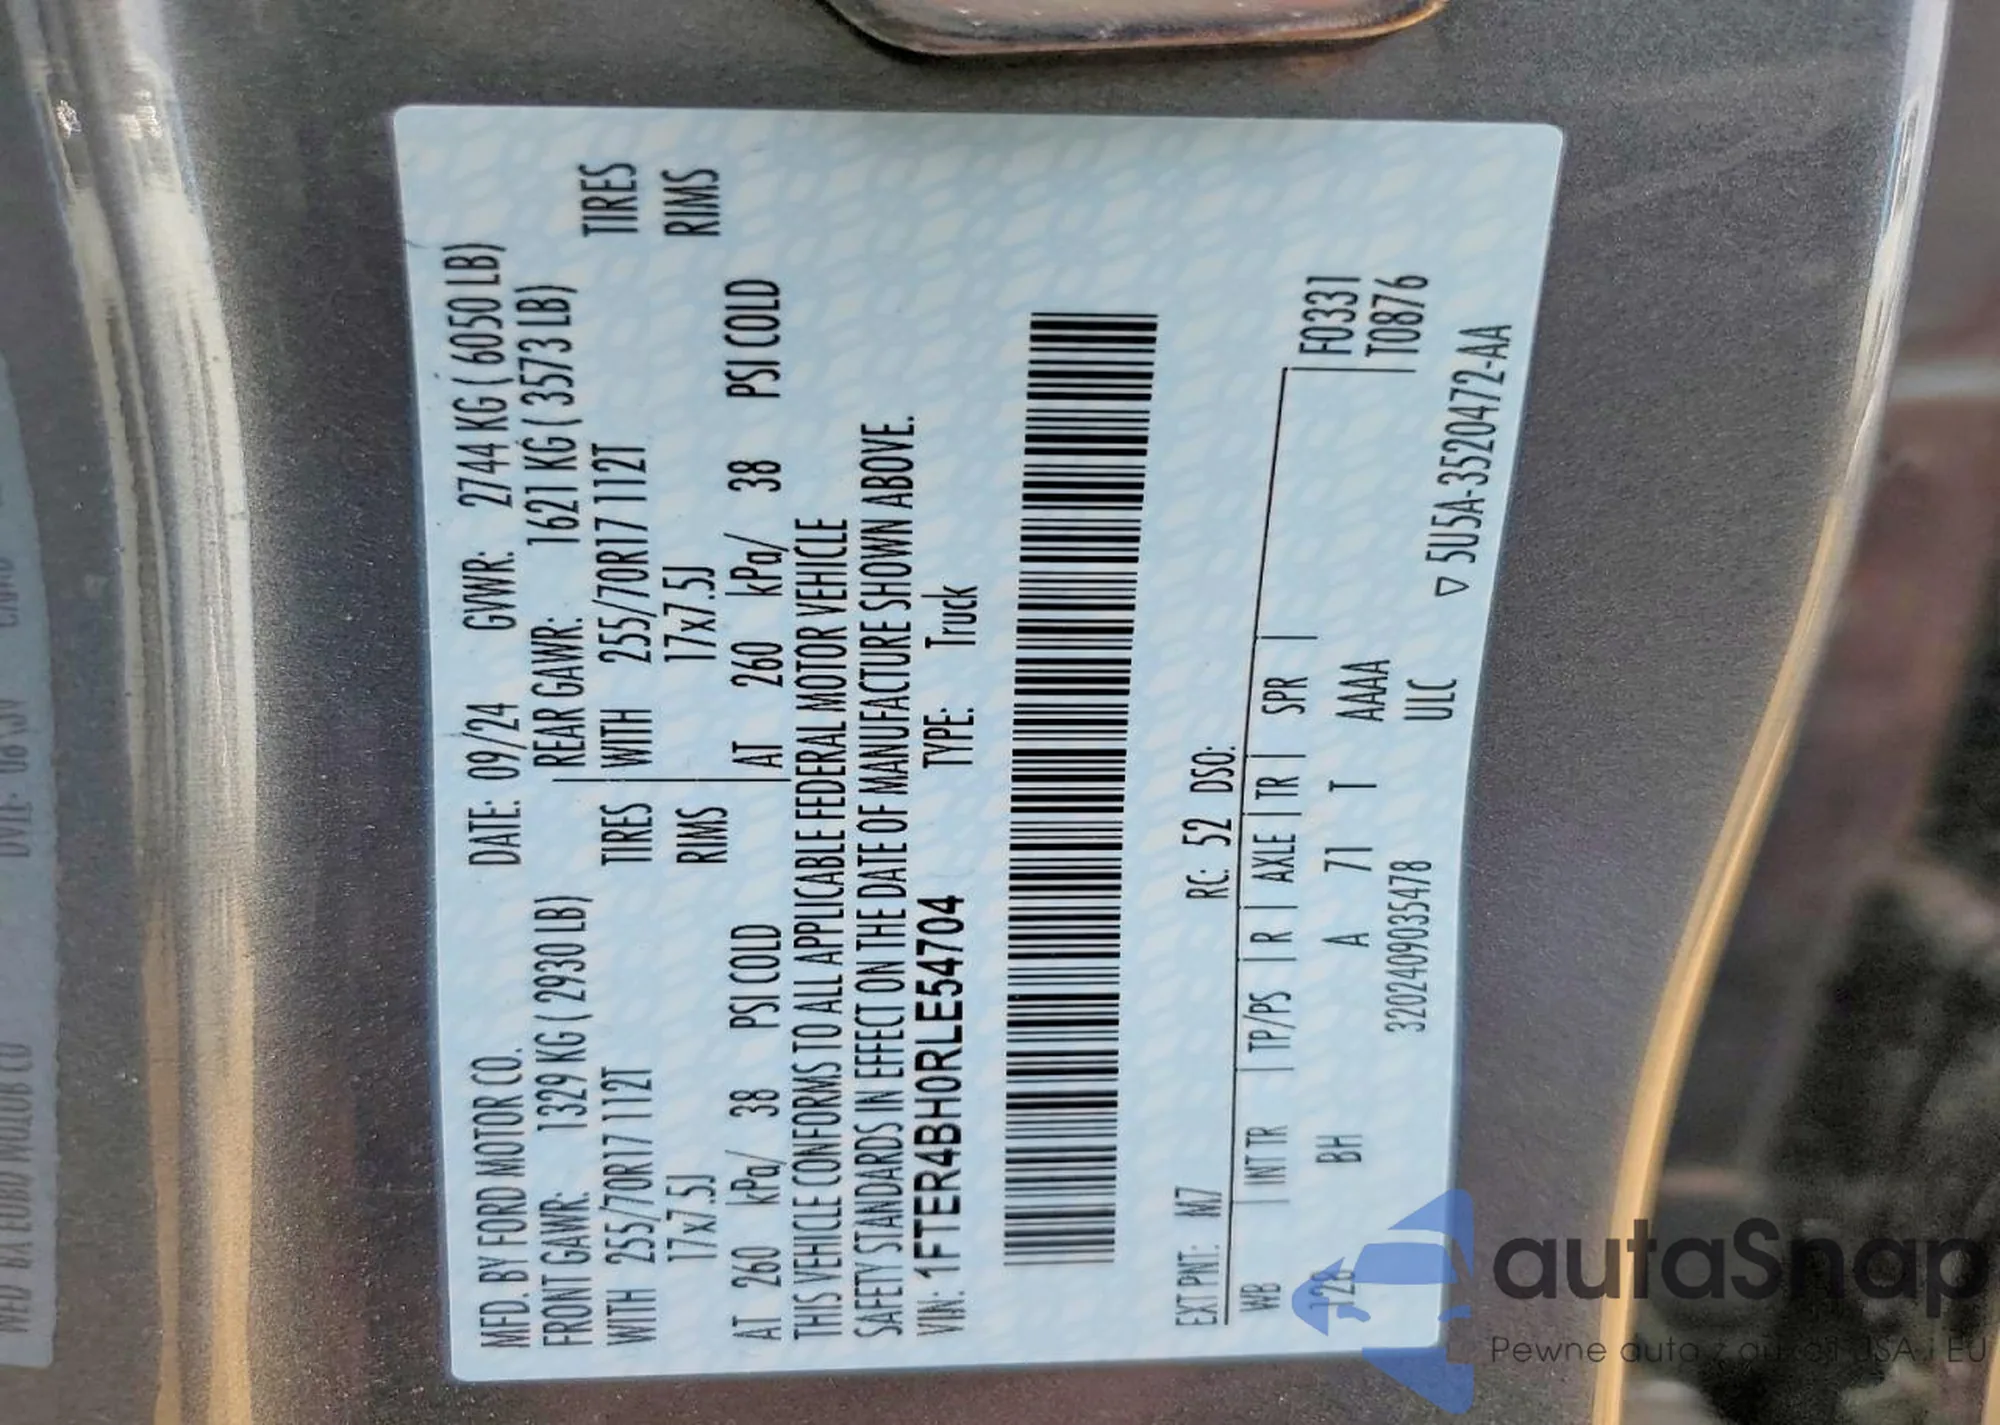 MFD. BY FORD MOTOR CO. DATE: 09/24 GVWR: 2744 KG ( 6050 LB)
FRONT GAWR: 1329 KG ( 2930 LB) REAR GAWR: 1621 KG ( 3573 LB)
WITH 255/70R17 112T TIRES WITH 255/70R17 112T TIRES
17x7.5J RIMS 17x7.5J RIMS
AT 260 kPa/ 38 PSI COLD AT 260 kPa/ 38 PSI COLD
THIS VEHICLE CONFORMS TO ALL APPLICABLE FEDERAL MOTOR VEHICLE
SAFETY STANDARDS IN EFFECT ON THE DATE OF MANUFACTURE SHOWN ABOVE.
VIN: 1FTER4BH0RLE54704 TYPE: Truck
EXT PNT: M7 RC: 52 DSO:
WB INT TR TP/PS R AXLE TR SPR F0331
128 BH A 71 T AAAA T0876
3202409035478 ULC
▽ 5U5A-3520472-AA
autoSnap
Pewne auta z aukcji USA i EU